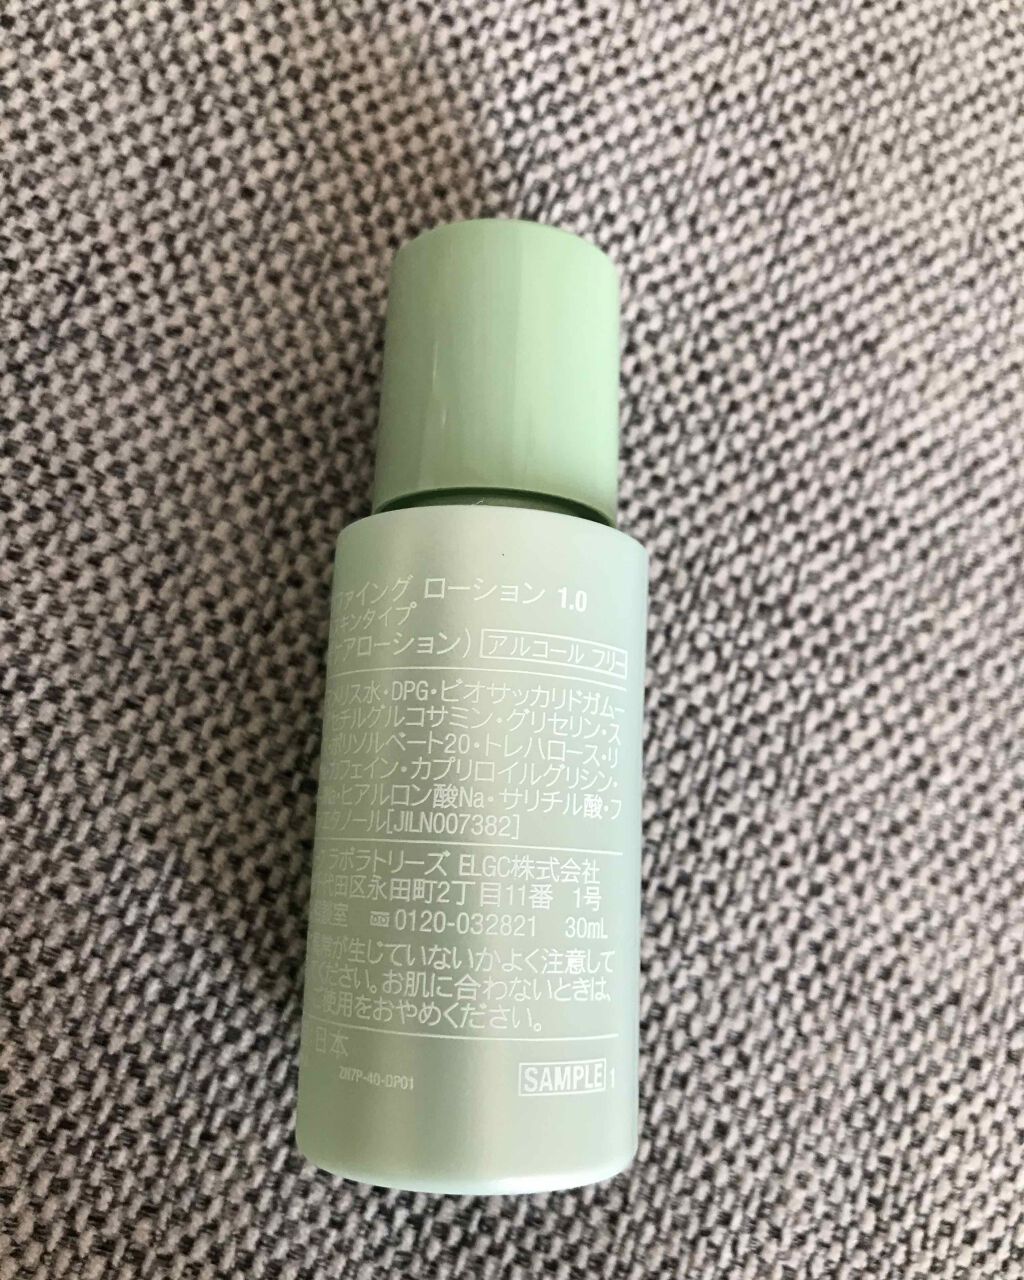 ファイング ローション 1.0
キンタイプ
ーアローション) アルコール フリー
メリス水・DPG・ビオサッカリドガムー
チルグルコサミン・グリセリン・ス
・ポリソルベート20・トレハロース・リ
・カフェイン・カプリロイルグリシン・
・ヒアルロン酸Na・サリチル酸・フ
ノール[JILN007382]
ラボラトリーズ ELGC株式会社
代田区永田町2丁目11番 1号
室 0120-032821 30mL
常が生じていないかよく注意して
ください。お肌に合わないときは、
使用をおやめください。
日本
ZH7P-40-DP01
SAMPLE 1